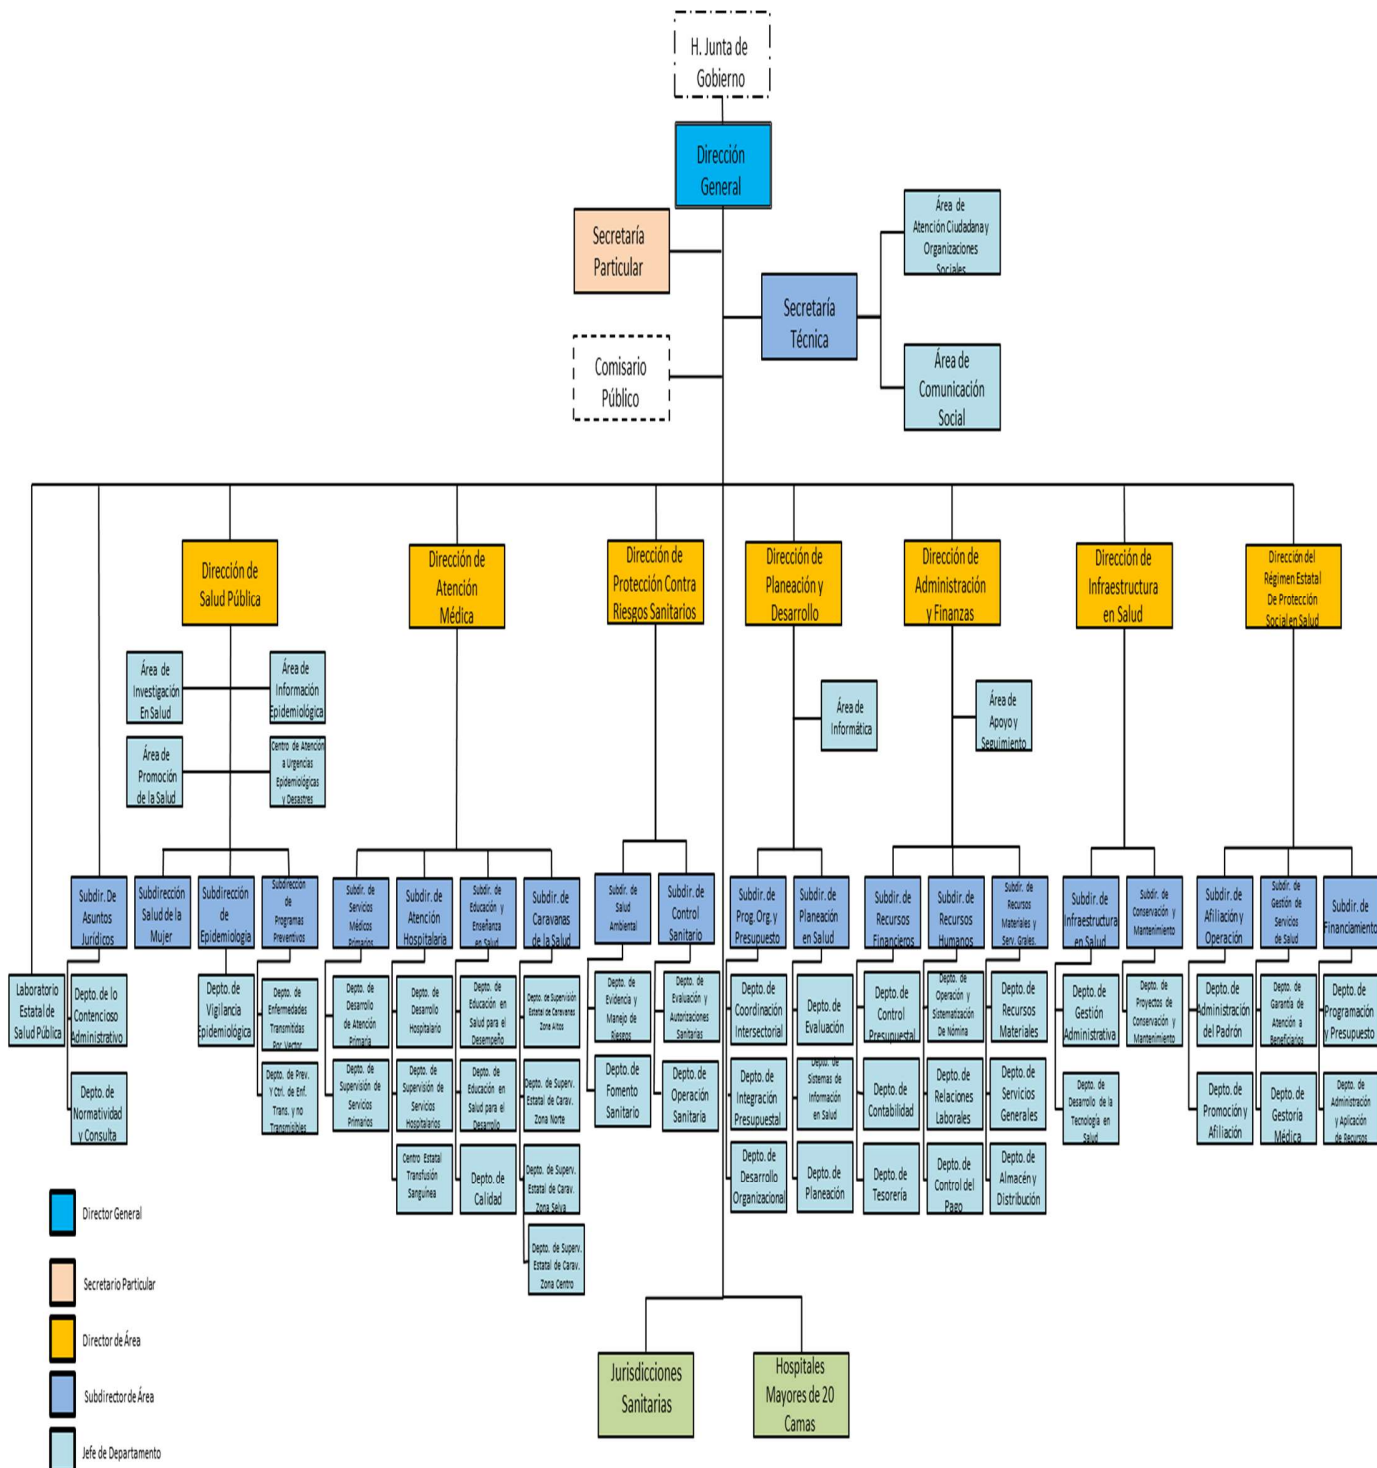 H. Junta de
Gobierno
Dirección
General
Secretaría
Particular
Área de
Atención Ciudadana y
Organizaciones
Sociales
Secretaría
Técnica
Comisario
Público
Área de
Comunicación
Social
Dirección de
Salud Pública
Dirección de
Atención
Médica
Dirección de
Protección Contra
Riesgos Sanitarios
Dirección de
Planeación y
Desarrollo
Dirección de
Administración
y Finanzas
Dirección de
Infraestructura
en Salud
Dirección del
Régimen Estatal
De Protección
Social en Salud
Área de
Investigación
En Salud
Área de
Información
Epidemiológica
Área de
Informática
Área de
Apoyo y
Seguimiento
Área de
Promoción
de la Salud
Centro de Atención
a Urgencias
Epidemiológicas
y Desastres
Subdir. De
Asuntos
Jurídicos
Subdirección
Salud de la
Mujer
Subdirección
de
Epidemiologia
Subdirección
de
Programas
Preventivos
Subdir. de
Servicios
Médicos
Primarios
Subdir. de
Atención
Hospitalaria
Subdir. de
Educación y
Enseñanza
en Salud
Subdir. de
Caravanas
de la Salud
Subdir. de
Salud
Ambiental
Subdir. de
Control
Sanitario
Subdir. de
Prog. Org. y
Presupuesto
Subdir. de
Planeación
en Salud
Subdir. de
Recursos
Financieros
Subdir. de
Recursos
Humanos
Subdir. de
Recursos
Materiales y
Serv. Grales.
Subdir. de
Infraestructura
en Salud
Subdir. de
Conservación y
Mantenimiento
Subdir. de
Afiliación y
Operación
Subdir. de
Gestión de
Servicios
de Salud
Subdir. de
Financiamiento
Laboratorio
Estatal de
Salud Pública
Depto. de lo
Contencioso
Administrativo
Depto. de
Vigilancia
Epidemiológica
Depto. de
Enfermedades
Transmitidas
Por Vector
Depto. de
Desarrollo
de Atención
Primaria
Depto. de
Desarrollo
Hospitalario
Depto. de
Educación en
Salud para el
Desempeño
Depto. de Supervisión
Estatal de Caravanas
Zona Altos
Depto. de
Evidencia y
Manejo de
Riesgos
Depto. de
Evaluación y
Autorizaciones
Sanitarias
Depto. de
Coordinación
Intersectorial
Depto. de
Evaluación
Depto. de
Control
Presupuestal
Depto. de
Operación y
Sistematización
De Nómina
Depto. de
Recursos
Materiales
Depto. de
Gestión
Administrativa
Depto. de
Proyectos de
Conservación y
Mantenimiento
Depto. de
Administración
del Padrón
Depto. de
Garantía de
Atención a
Beneficiarios
Depto. de
Programación
y Presupuesto
Depto. de
Normatividad
y Consulta
Depto. de Prev.
Y Ctrl. de Enf.
Trans. y no
Transmisibles
Depto. de
Supervisión de
Servicios
Primarios
Depto. de
Supervisión de
Servicios
Hospitalarios
Depto. de
Educación en
Salud para el
Desarrollo
Depto. de Superv.
Estatal de Carav.
Zona Norte
Depto. de
Fomento
Sanitario
Depto. de
Operación
Sanitaria
Depto. de
Integración
Presupuestal
Depto. de
Sistemas de
Información
en Salud
Depto. de
Contabilidad
Depto. de
Relaciones
Laborales
Depto. de
Servicios
Generales
Depto. de
Desarrollo de la
Tecnología en
Salud
Depto. de
Promoción y
Afiliación
Depto. de
Gestoría
Médica
Depto. de
Administración
y Aplicación
de Recursos
Centro Estatal
Transfusión
Sanguínea
Depto. de
Calidad
Depto. de Superv.
Estatal de Carav.
Zona Selva
Depto. de
Desarrollo
Organizacional
Depto. de
Planeación
Depto. de
Tesorería
Depto. de
Control del
Pago
Depto. de
Almacén y
Distribución
Depto. de Superv.
Estatal de Carav.
Zona Centro
Director General
Secretario Particular
Director de Área
Subdirector de Área
Jefe de Departamento
Jurisdicciones
Sanitarias
Hospitales
Mayores de 20
Camas